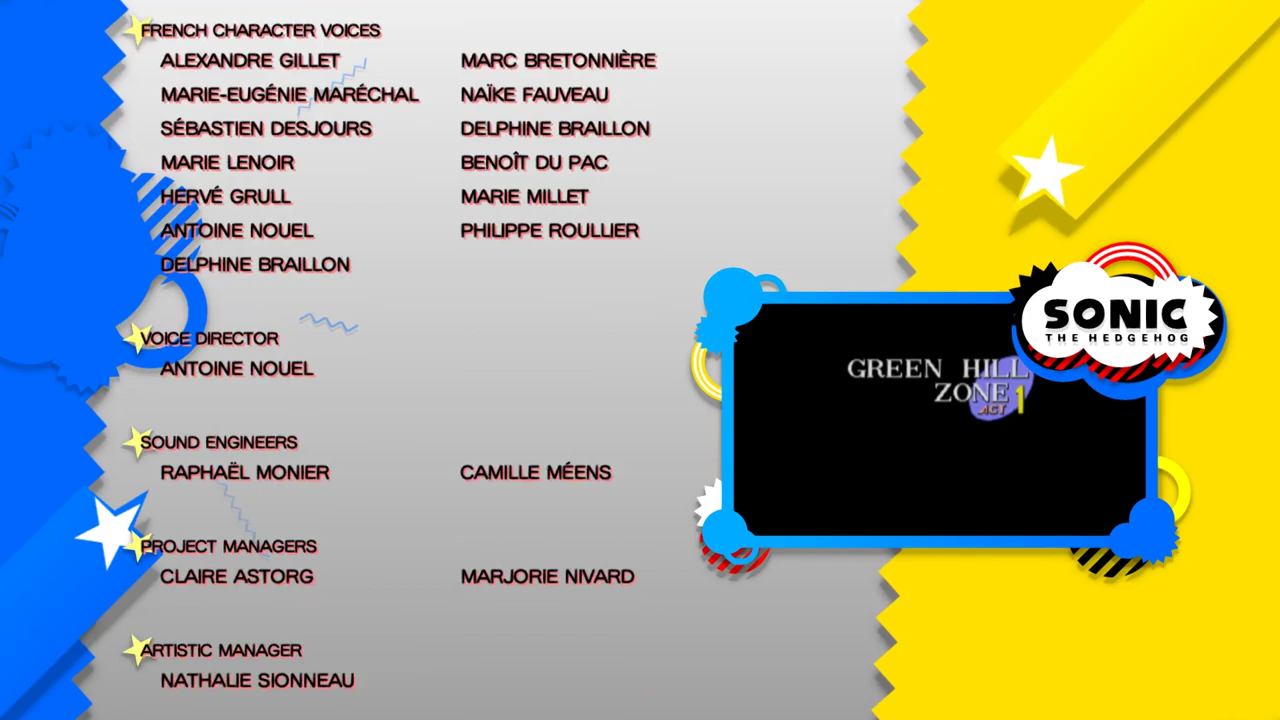 FRENCH CHARACTER VOICES
ALEXANDRE GILLET MARC BRETONNIÈRE
MARIE-EUGÉNIE MARÉCHAL NAÏKE FAUVEAU
SÉBASTIEN DESJOURS DELPHINE BRAILLON
MARIE LENOIR BENOÎT DU PAC
HERVÉ GRULL MARIE MILLET
ANTOINE NOUEL PHILIPPE ROULLIER
DELPHINE BRAILLON
VOICE DIRECTOR
ANTOINE NOUEL
SOUND ENGINEERS
RAPHAËL MONIER CAMILLE MÉENS
PROJECT MANAGERS
CLAIRE ASTORG MARJORIE NIVARD
ARTISTIC MANAGER
NATHALIE SIONNEAU
SONIC
THE HEDGEHOG
GREEN HILL
ZONE
ACT 1